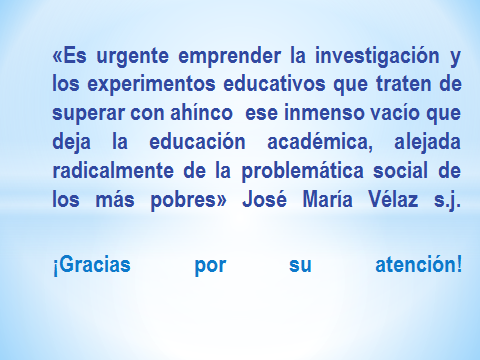 «Es urgente emprender la investigación y
los experimentos educativos que traten de
superar con ahínco ese inmenso vacío que
deja la educación académica, alejada
radicalmente de la problemática social de
los más pobres» José María Vélaz s.j.
¡Gracias por su atención!